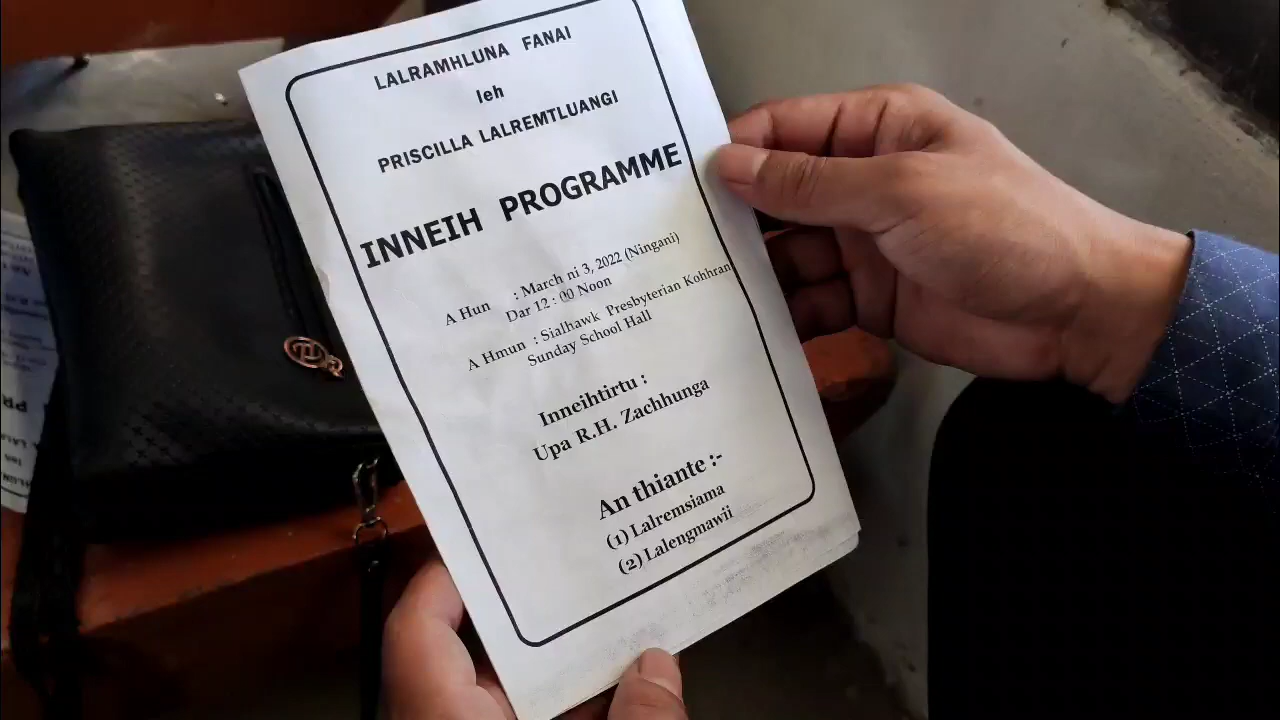 LALRAMHLUNA FANAI
leh
PRISCILLA LALREMTLUANGI
INNEIH PROGRAMME
A Hun : March ni 3, 2022 (Ningani)
Dar 12 : 00 Noon
A Hmun : Sialhawk Presbyterian Kohhran
Sunday School Hall
Inneihtirtu :
Upa R.H. Zachhunga
An thiante :-
(1) Lalremsiama
(2) Lalengmawii